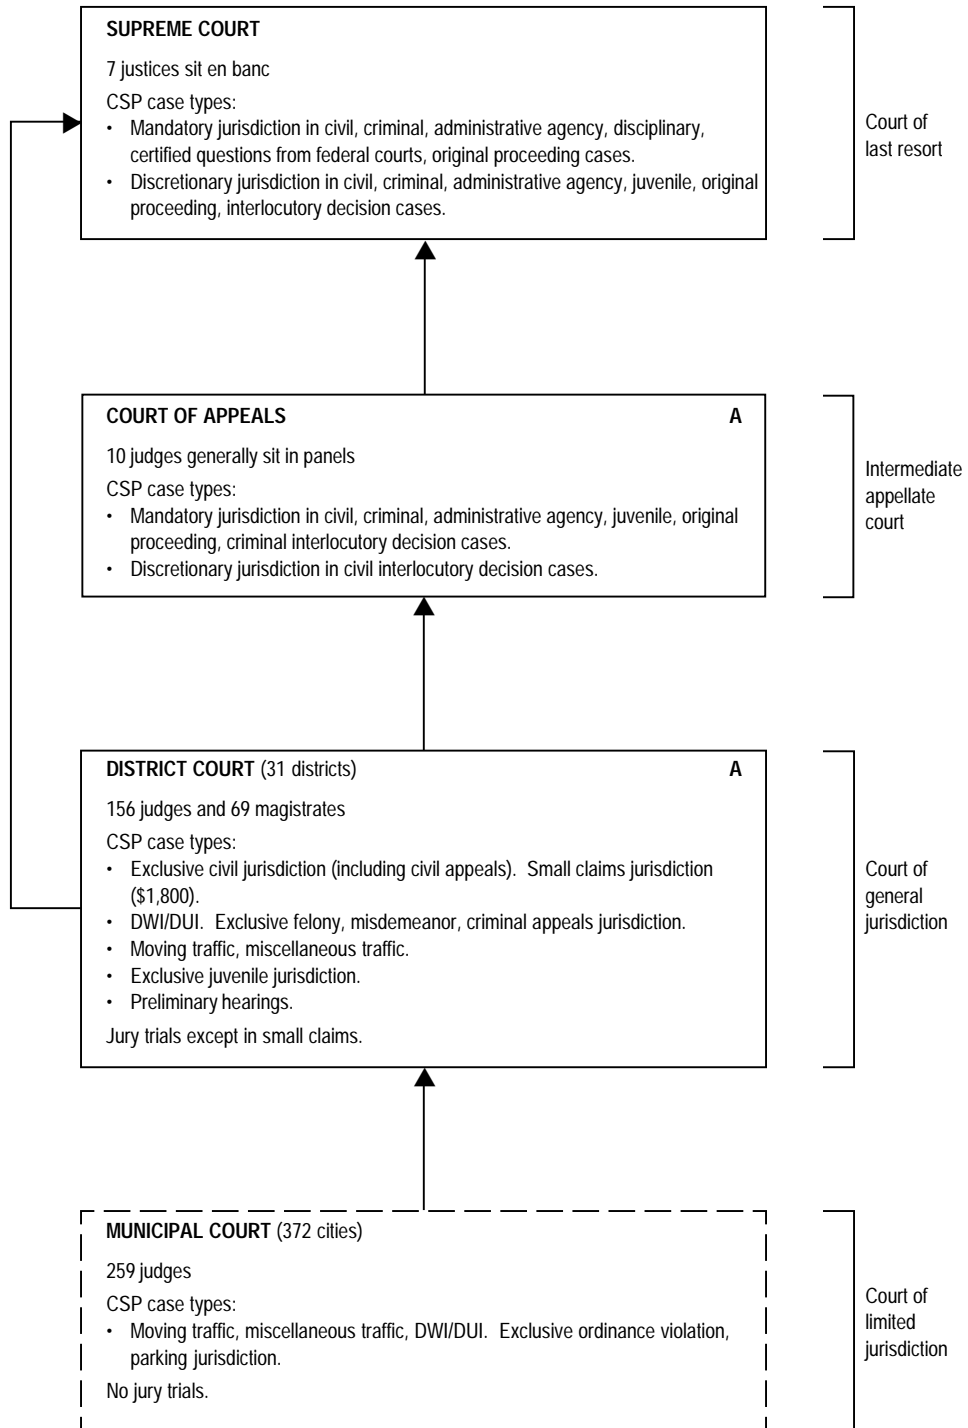 SUPREME COURT
7 justices sit en banc
CSP case types:
• Mandatory jurisdiction in civil, criminal, administrative agency, disciplinary,
certified questions from federal courts, original proceeding cases.
• Discretionary jurisdiction in civil, criminal, administrative agency, juvenile, original
proceeding, interlocutory decision cases.
Court of
last resort
COURT OF APPEALS A
10 judges generally sit in panels
CSP case types:
• Mandatory jurisdiction in civil, criminal, administrative agency, juvenile, original
proceeding, criminal interlocutory decision cases.
• Discretionary jurisdiction in civil interlocutory decision cases.
Intermediate
appellate
court
DISTRICT COURT (31 districts) A
156 judges and 69 magistrates
CSP case types:
• Exclusive civil jurisdiction (including civil appeals). Small claims jurisdiction
($1,800).
• DWI/DUI. Exclusive felony, misdemeanor, criminal appeals jurisdiction.
• Moving traffic, miscellaneous traffic.
• Exclusive juvenile jurisdiction.
• Preliminary hearings.
Jury trials except in small claims.
Court of
general
jurisdiction
MUNICIPAL COURT (372 cities)
259 judges
CSP case types:
• Moving traffic, miscellaneous traffic, DWI/DUI. Exclusive ordinance violation,
parking jurisdiction.
No jury trials.
Court of
limited
jurisdiction